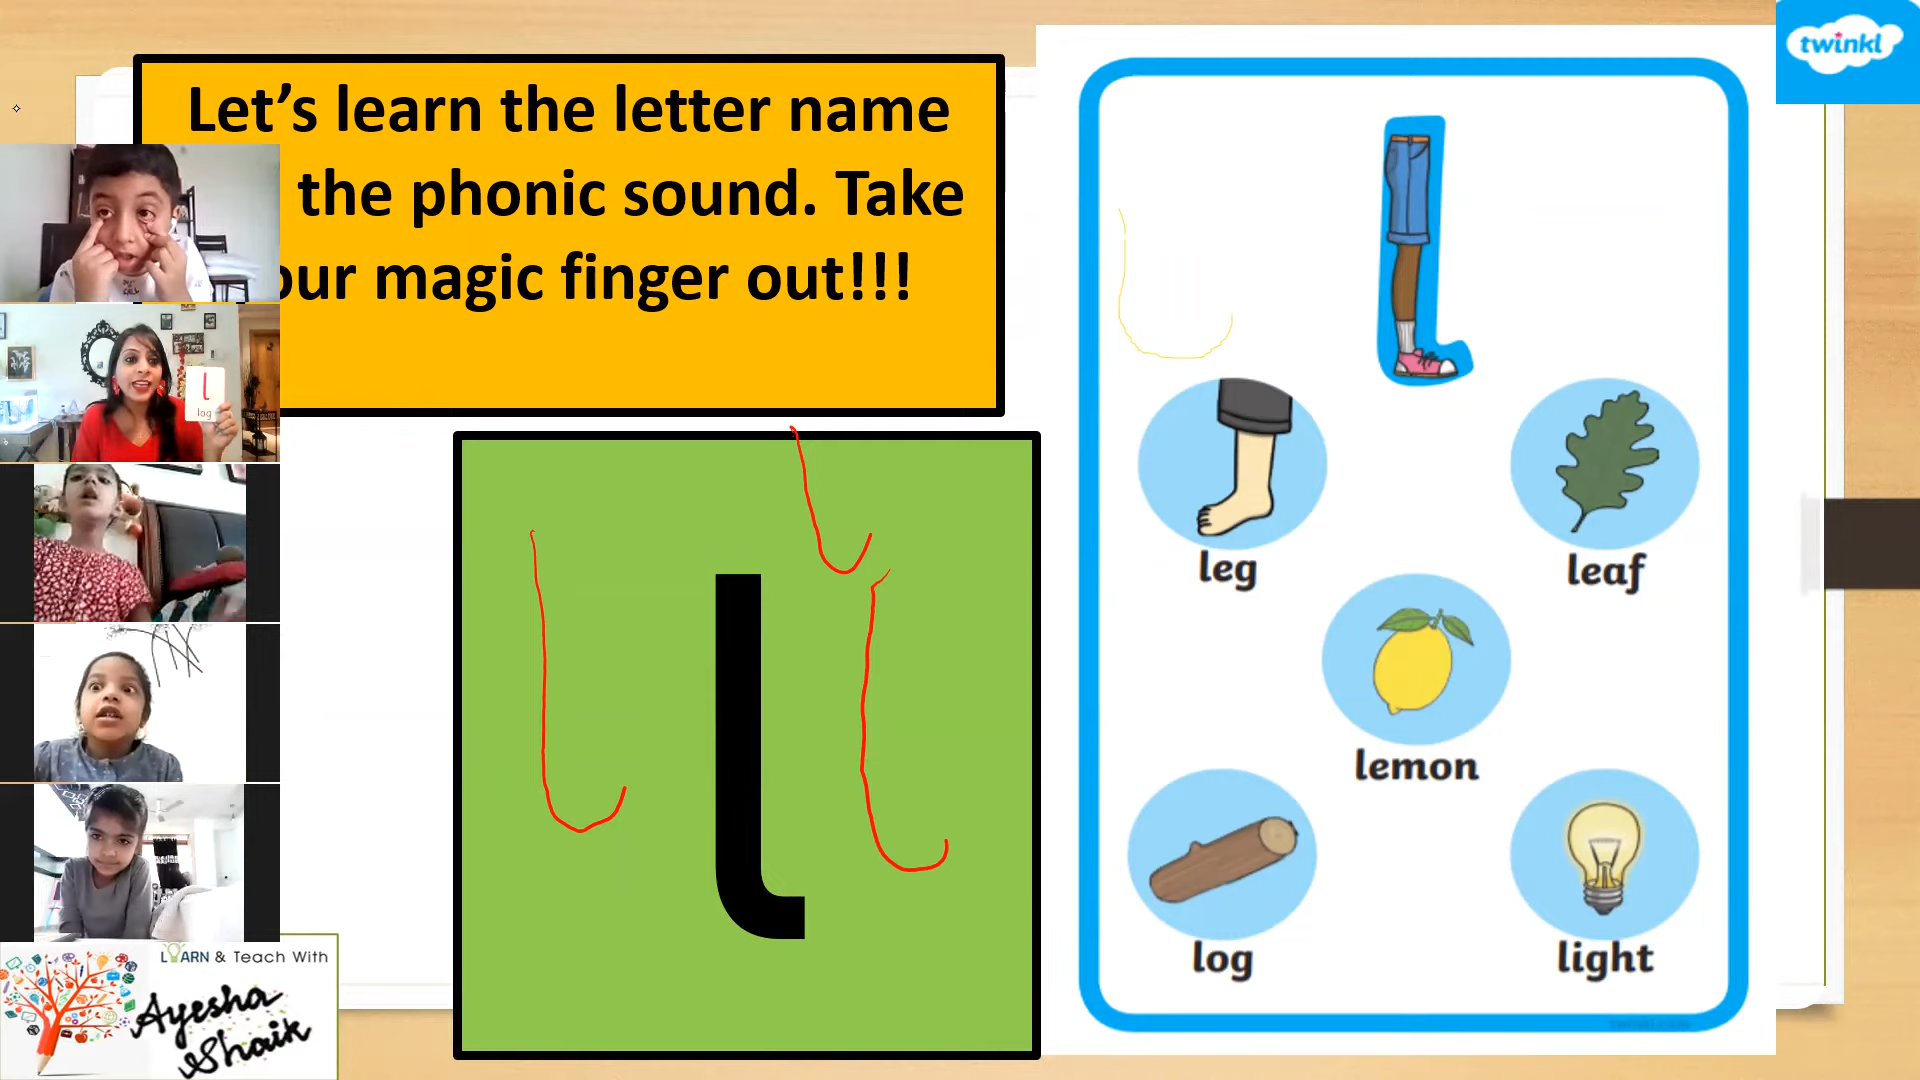 Let’s learn the letter name
the phonic sound. Take
our magic finger out!!!
twinkl
l
log
l
leg
leaf
lemon
log
light
LEARN & Teach With
Ayesha
Shaik